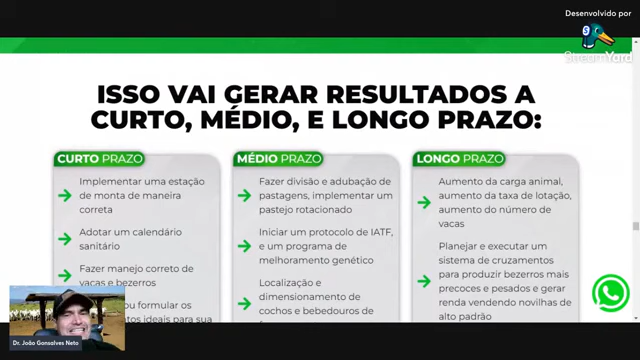 Desenvolvido por
StreamYard
ISSO VAI GERAR RESULTADOS A
CURTO, MÉDIO, E LONGO PRAZO:
CURTO PRAZO
Implementar uma estação
de monta de maneira
correta
Adotar um calendário
sanitário
Fazer manejo correto de
vacas e bezerros
ou formular os
ntos ideais para sua
MÉDIO PRAZO
Fazer divisão e adubação de
pastagens, implementar um
pastejo rotacionado
Iniciar um protocolo de IATF,
e um programa de
melhoramento genético
Localização e
dimensionamento de
cochos e bebedouros de
LONGO PRAZO
Aumento da carga animal,
aumento da taxa de lotação,
aumento do número de
vacas
Planejar e executar um
sistema de cruzamentos
para produzir bezerros mais
precoces e pesados e gerar
renda vendendo novilhas de
alto padrão
Dr. João Gonsalves Neto